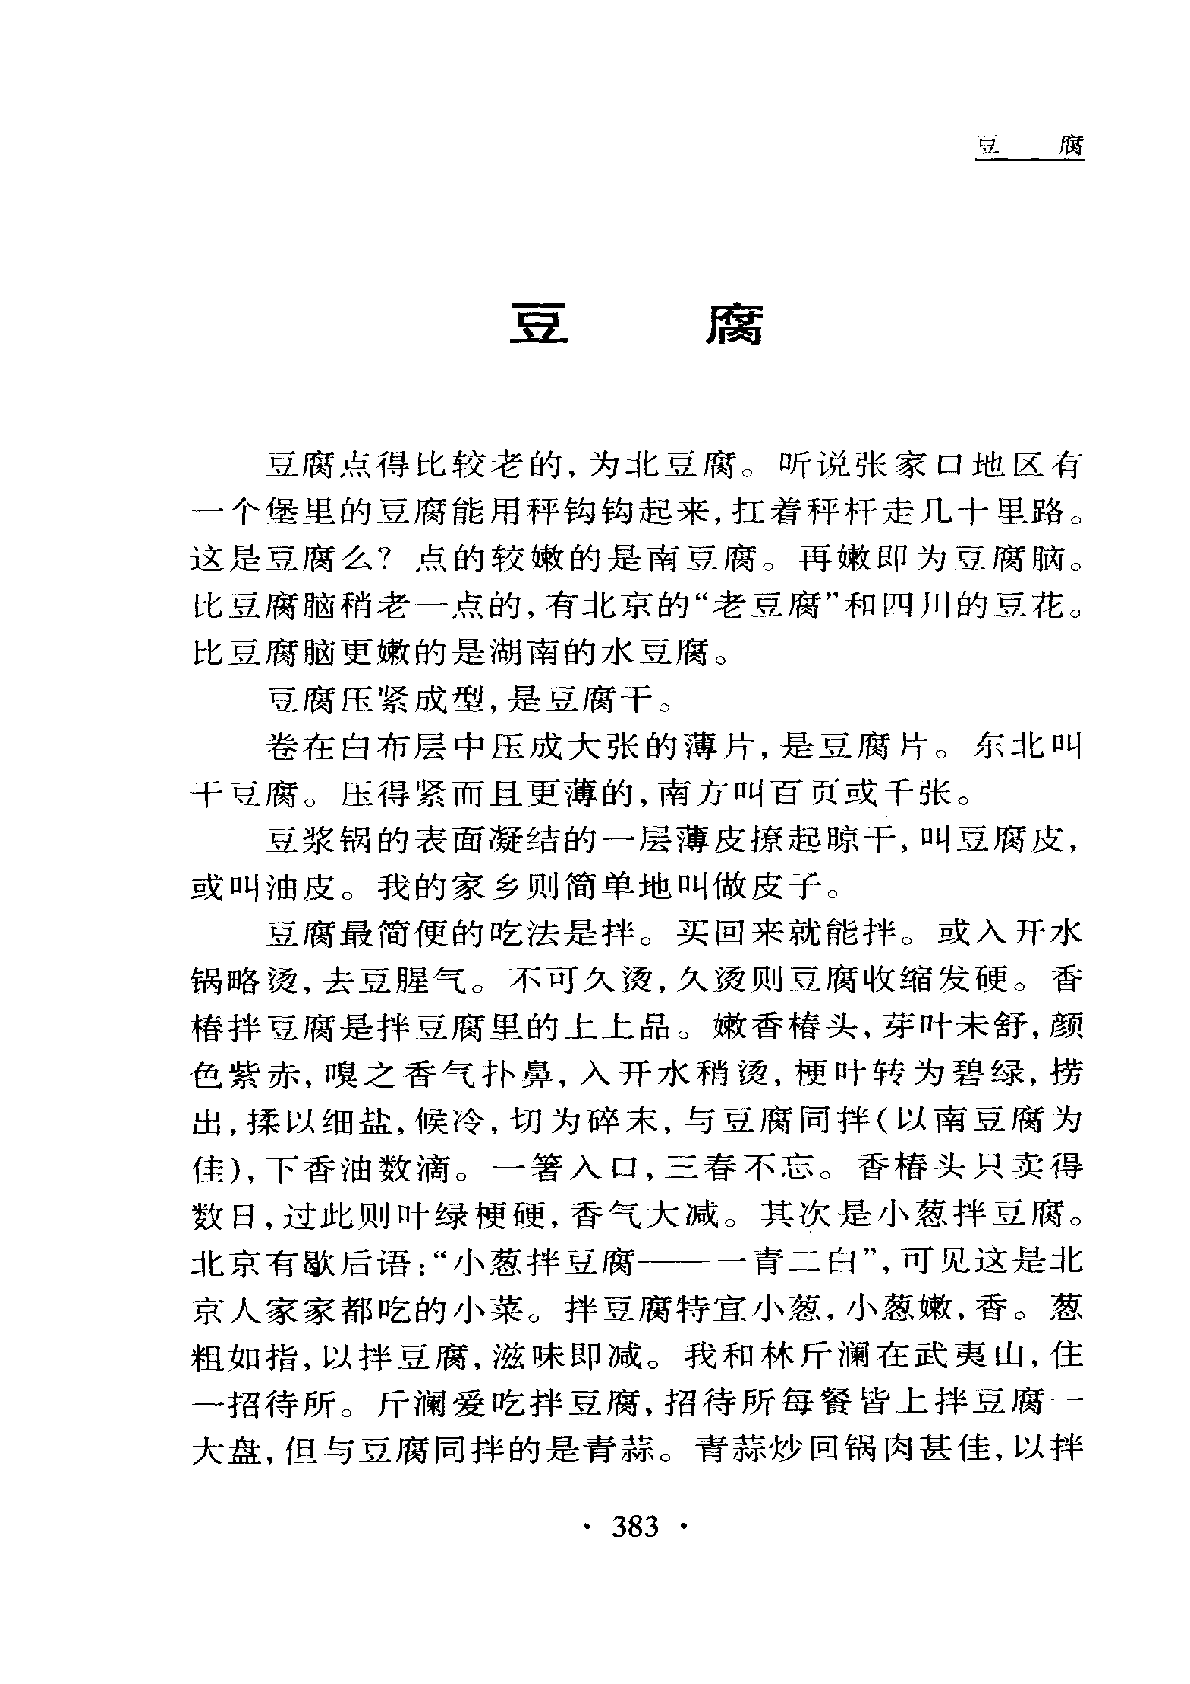 豆 腐
豆 腐
豆腐点得比较老的,为北豆腐。听说张家口地区有
一个堡里的豆腐能用秤钩钩起来,扛着秤杆走几十里路。
这是豆腐么?点的较嫩的是南豆腐。再嫩即为豆腐脑。
比豆腐脑稍老一点的,有北京的“老豆腐”和四川的豆花。
比豆腐脑更嫩的是湖南的水豆腐。
豆腐压紧成型,是豆腐干。
卷在白布层中压成大张的薄片,是豆腐片。东北叫
干豆腐。压得紧而且更薄的,南方叫百页或千张。
豆浆锅的表面凝结的一层薄皮撩起晾干,叫豆腐皮,
或叫油皮。我的家乡则简单地叫做皮子。
豆腐最简便的吃法是拌。买回来就能拌。或入开水
锅略烫,去豆腥气。不可久烫,久烫则豆腐收缩发硬。香
椿拌豆腐是拌豆腐里的上上品。嫩香椿头,芽叶未舒,颜
色紫赤,嗅之香气扑鼻,入开水稍烫,梗叶转为碧绿,捞
出,揉以细盐,候冷,切为碎末,与豆腐同拌(以南豆腐为
佳),下香油数滴。一箸入口,三春不忘。香椿头只卖得
数日,过此则叶绿梗硬,香气大减。其次是小葱拌豆腐。
北京有歇后语:“小葱拌豆腐——一青二白”,可见这是北
京人家家都吃的小菜。拌豆腐特宜小葱,小葱嫩,香。葱
粗如指,以拌豆腐,滋味即减。我和林斤澜在武夷山,住
一招待所。斤澜爱吃拌豆腐,招待所每餐皆上拌豆腐一
大盘,但与豆腐同拌的是青蒜。青蒜炒回锅肉甚佳,以拌
· 383 ·